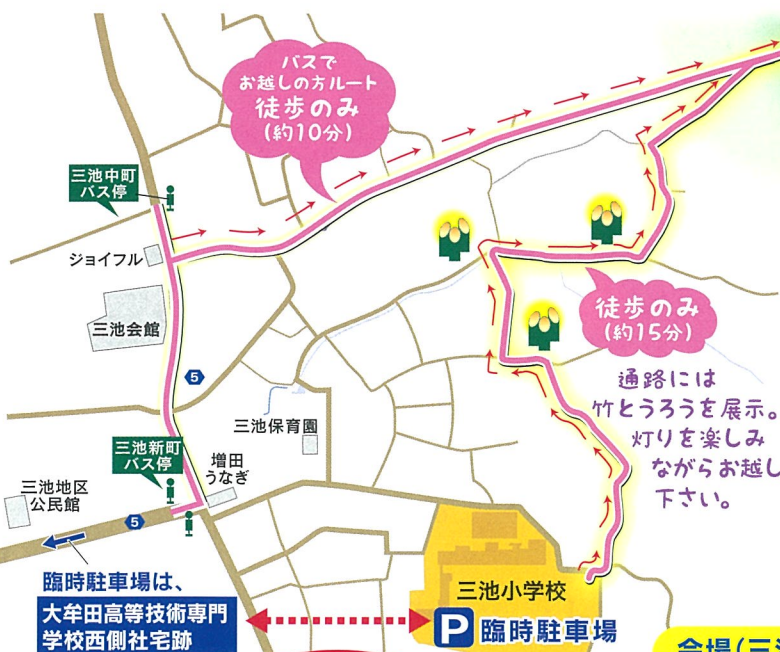 バスで
お越しの方ルート
徒歩のみ
(約10分)
三池中町
バス停
ジョイフル
三池会館
5
徒歩のみ
(約15分)
通路には
竹とうろうを展示。
灯りを楽しみ
ながらお越し
下さい。
三池保育園
三池新町
バス停
増田
うなぎ
三池地区
公民館
5
臨時駐車場は、
大牟田高等技術専門
学校西側社宅跡
三池小学校
P 臨時駐車場
会場(三池